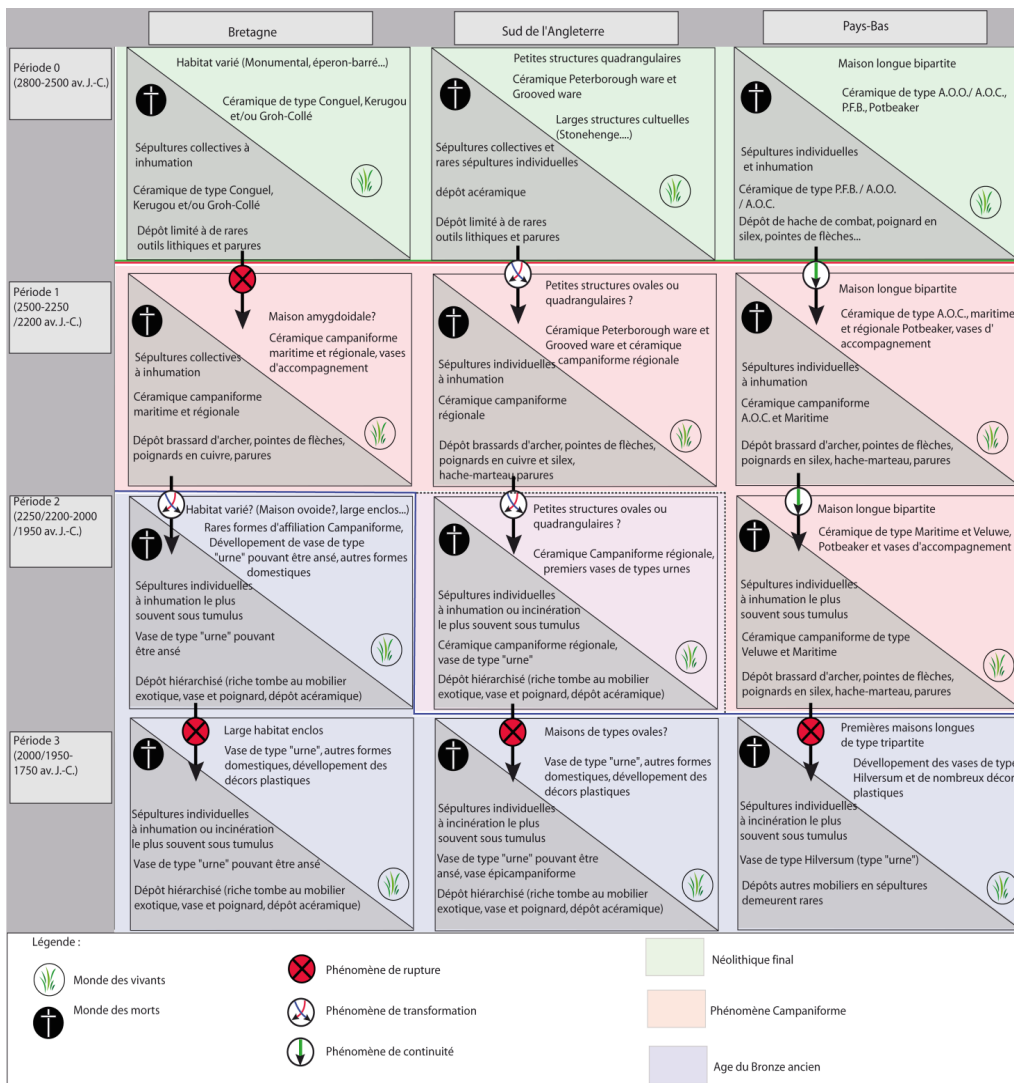 Bretagne
Sud de l'Angleterre
Pays-Bas
Période 0
(2800-2500 av. J.-C.)
Habitat varié (Monumental, éperon-barré...)
Céramique de type Conguel, Kerugou
et/ou Groh-Collé
Sépultures collectives à
inhumation
Céramique de type Conguel,
Kerugou et/ou Groh-Collé
Dépôt limité à de rares
outils lithiques et parures
Petites structures quadrangulaires
Céramique Peterborough ware et
Grooved ware
Larges structures cultuelles
(Stonehenge....)
Sépultures collectives et
rares sépultures individuelles
dépôt acéramique
Dépôt limité à de rares
outils lithiques et parures
Maison longue bipartite
Céramique de type A.O.O./ A.O.C.,
P.F.B., Potbeaker
Sépultures individuelles
et inhumation
Céramique de type P.F.B. / A.O.O.
/ A.O.C.
Dépôt de hache de combat, poignard en
silex, pointes de flèches...
Période 1
(2500-2250
/2200 av. J.-C.)
Maison amygdoidale?
Céramique campaniforme
maritime et régionale, vases
d'accompagnement
Sépultures collectives
à inhumation
Céramique campaniforme
maritime et régionale
Dépôt brassard d'archer, pointes de flèches,
poignards en cuivre, parures
Petites structures ovales ou
quadrangulaires ?
Céramique Peterborough ware et
Grooved ware et céramique
campaniforme régionale
Sépultures individuelles
à inhumation
Céramique campaniforme
régionale
Dépôt brassards d'archer, pointes de flèches,
poignards en cuivre et silex,
hache-marteau, parures
Maison longue bipartite
Céramique de type A.O.C., maritime
et régionale Potbeaker, vases d'
accompagnement
Sépultures individuelles
à inhumation
Céramique campaniforme
A.O.C. et Maritime
Dépôt brassard d'archer, pointes de flèches,
poignards en silex, hache-marteau, parures
Période 2
(2250/2200-2000
/1950 av. J.-C.)
Habitat varié? (Maison ovoide?, large enclos...)
Rares formes d'affiliation Campaniforme,
Dévellopement de vase de type
"urne" pouvant être ansé, autres formes
domestiques
Sépultures individuelles
à inhumation le plus
souvent sous tumulus
Vase de type "urne" pouvant
être ansé
Dépôt hiérarchisé (riche tombe au mobilier
exotique, vase et poignard, dépôt acéramique)
Petites structures ovales ou
quadrangulaires ?
Céramique Campaniforme régionale,
premiers vases de types urnes
Sépultures individuelles
à inhumation ou incinération
le plus souvent sous tumulus
Céramique campaniforme régionale,
vase de type "urne"
Dépôt hiérarchisé (riche tombe au mobilier
exotique, vase et poignard, dépôt acéramique)
Maison longue bipartite
Céramique de type Maritime et Veluwe,
Potbeaker et vases d'accompagnement
Sépultures individuelles
à inhumation le plus
souvent sous tumulus
Céramique campaniforme de type
Veluwe et Maritime
Dépôt brassard d'archer, pointes de flèches,
poignards en silex, hache-marteau, parures
Période 3
(2000/1950-
1750 av. J.-C.)
Large habitat enclos
Vase de type "urne", autres formes
domestiques, dévellopement des
décors plastiques
Sépultures individuelles
à inhumation ou incinération
le plus souvent sous tumulus
Vase de type "urne" pouvant être ansé
Dépôt hiérarchisé (riche tombe au mobilier
exotique, vase et poignard, dépôt acéramique)
Maisons de types ovales?
Vase de type "urne", autres formes
domestiques, dévellopement des
décors plastiques
Sépultures individuelles
à incinération le plus
souvent sous tumulus
Vase de type "urne" pouvant être
ansé, vase épicampaniforme
Dépôt hiérarchisé (riche tombe au mobilier
exotique, vase et poignard, dépôt acéramique)
Premières maisons longues
de type tripartite
Dévellopement des vases de type
Hilversum et de nombreux décor
plastiques
Sépultures individuelles
à incinération le plus
souvent sous tumulus
Vase de type Hilversum (type "urne")
Dépôts autres mobiliers en sépultures
demeurent rares
Légende :
Monde des vivants
Monde des morts
Phénomène de rupture
Phénomène de transformation
Phénomène de continuité
Néolithique final
Phénomène Campaniforme
Age du Bronze ancien